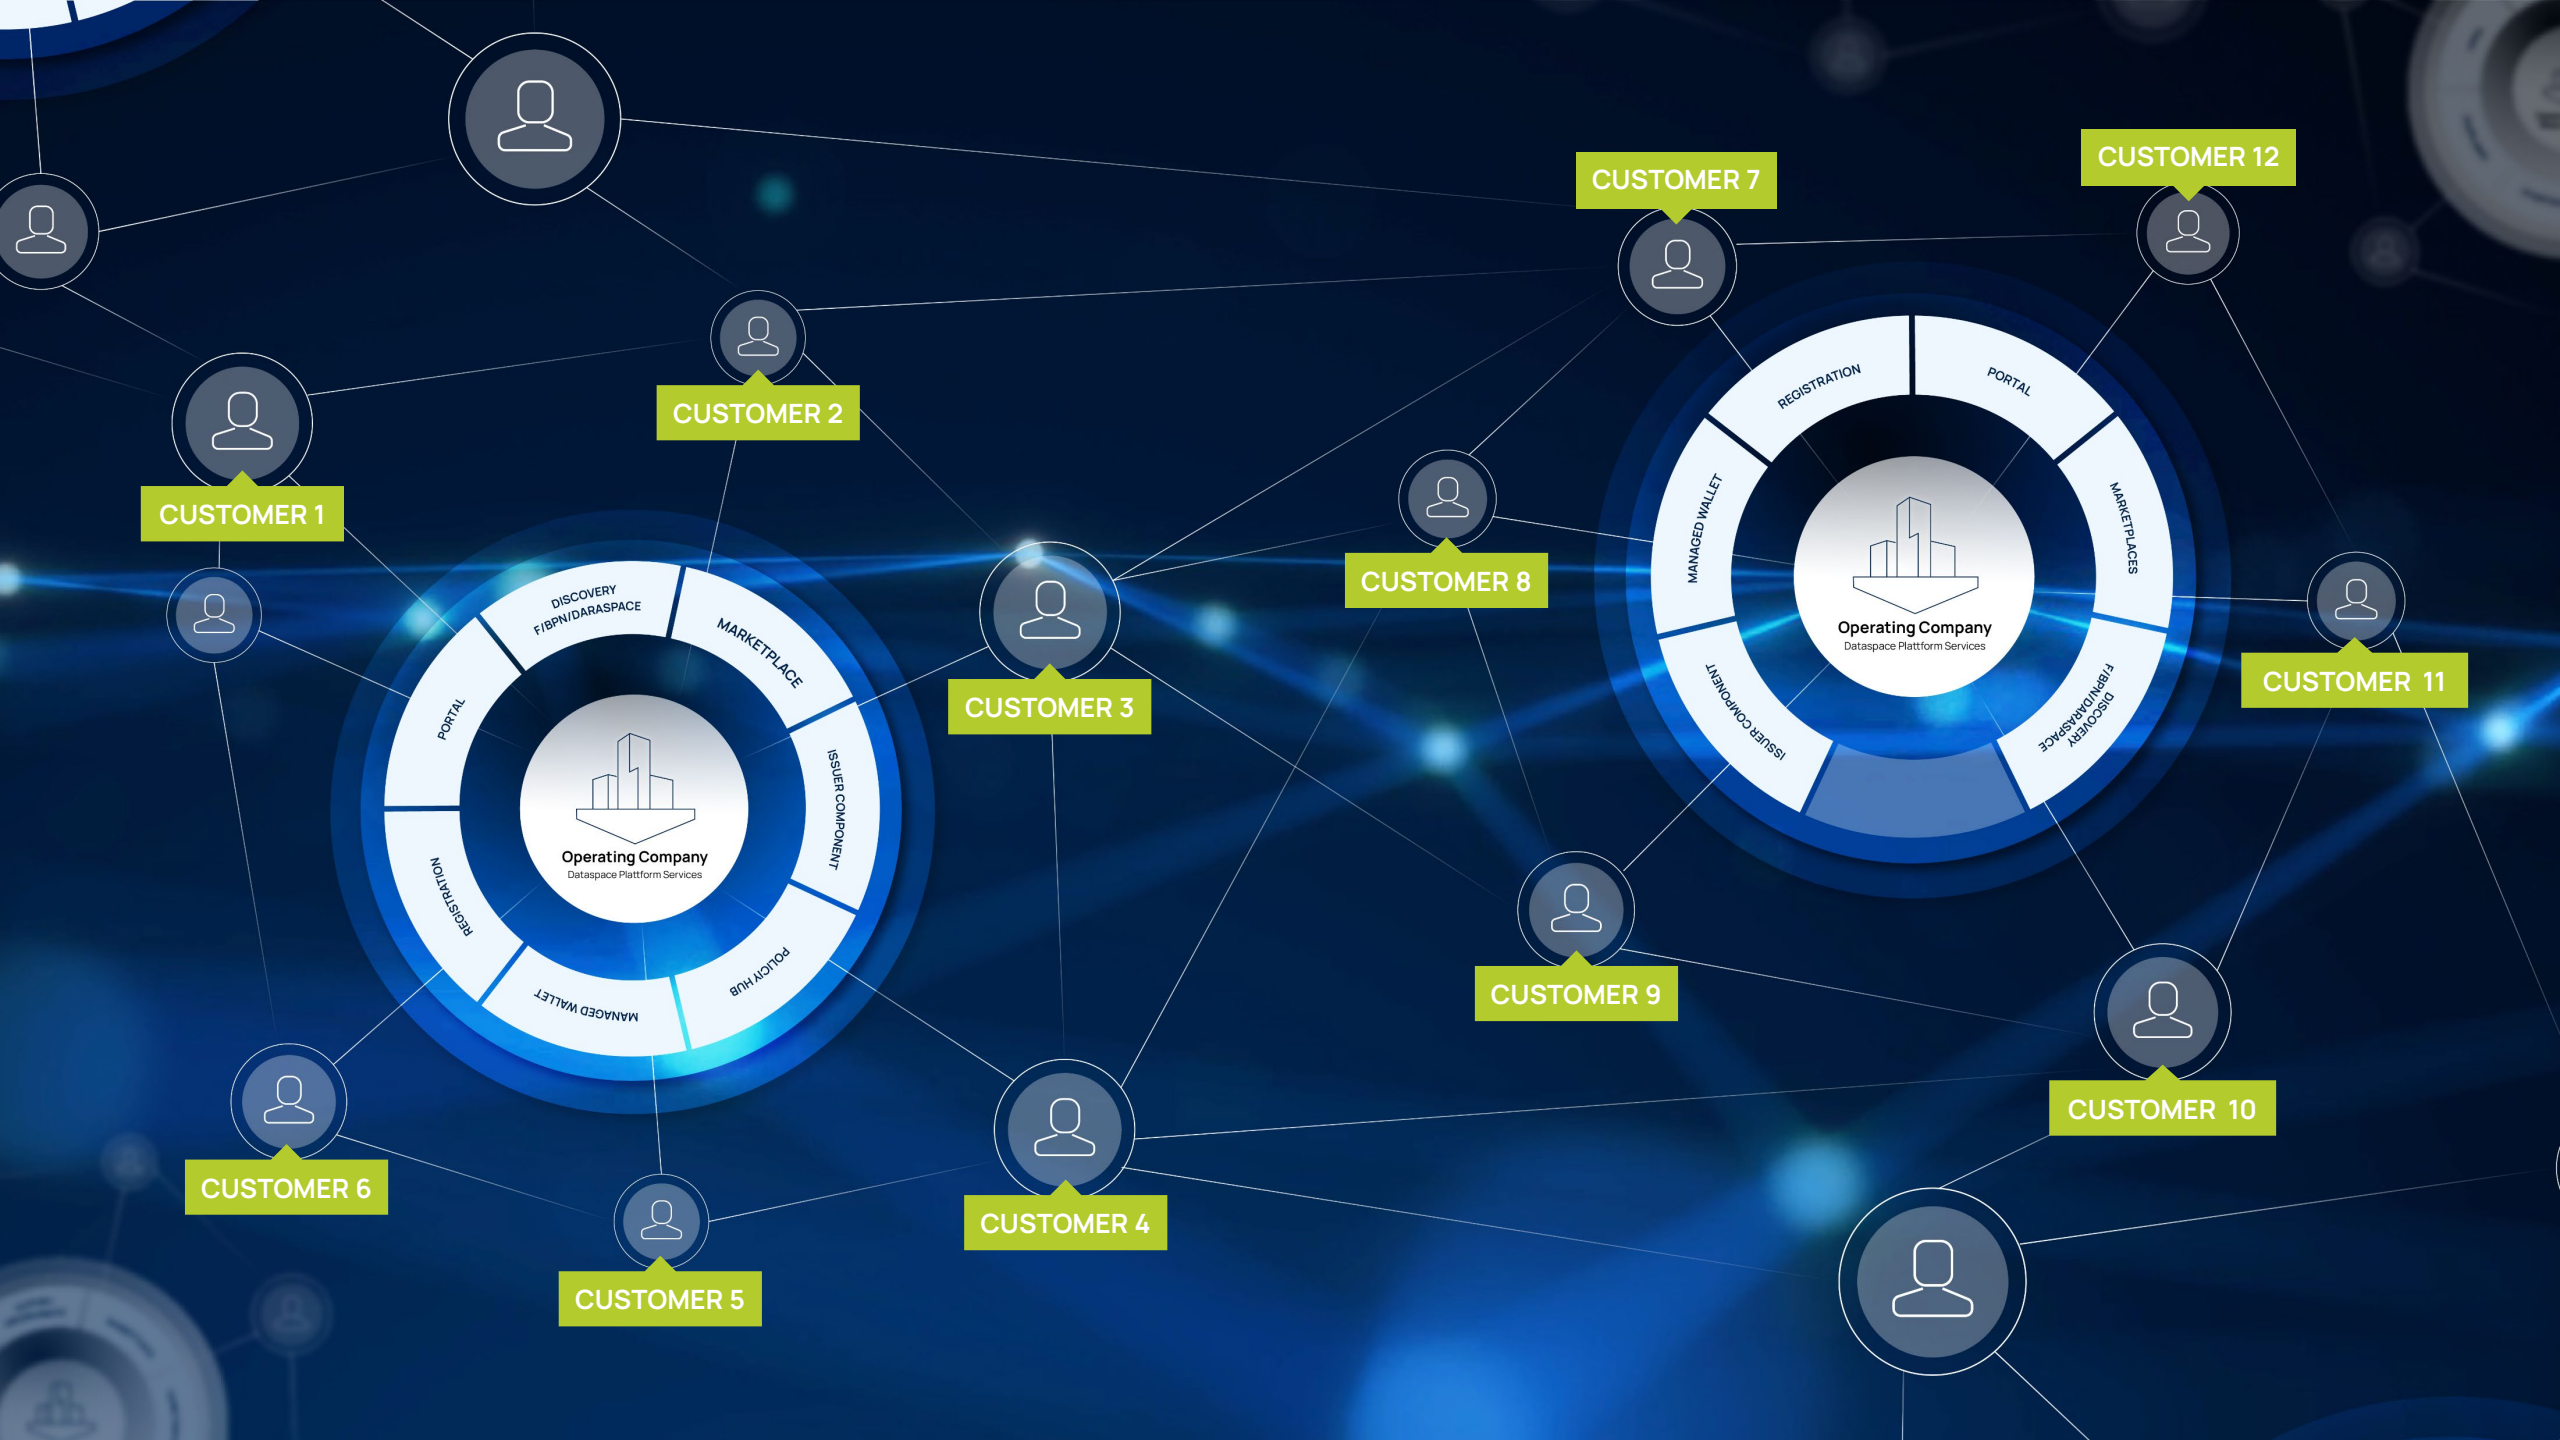 CUSTOMER 12
CUSTOMER 7
REGISTRATION
PORTAL
CUSTOMER 2
CUSTOMER 1
MANAGED WALLET
MARKETPLACES
CUSTOMER 8
DISCOVERY
F/BPN/DARASPACE
MARKETPLACE
Operating Company
Dataspace Plattform Services
CUSTOMER 11
CUSTOMER 3
PORTAL
ISSUER COMPONENT
DISCOVERY
F/BPN/DARASPACE
ISSUER COMPONENT
Operating Company
Dataspace Plattform Services
REGISTRATION
POLICIY HUB
MANAGED WALLET
CUSTOMER 9
CUSTOMER 10
CUSTOMER 6
CUSTOMER 4
CUSTOMER 5